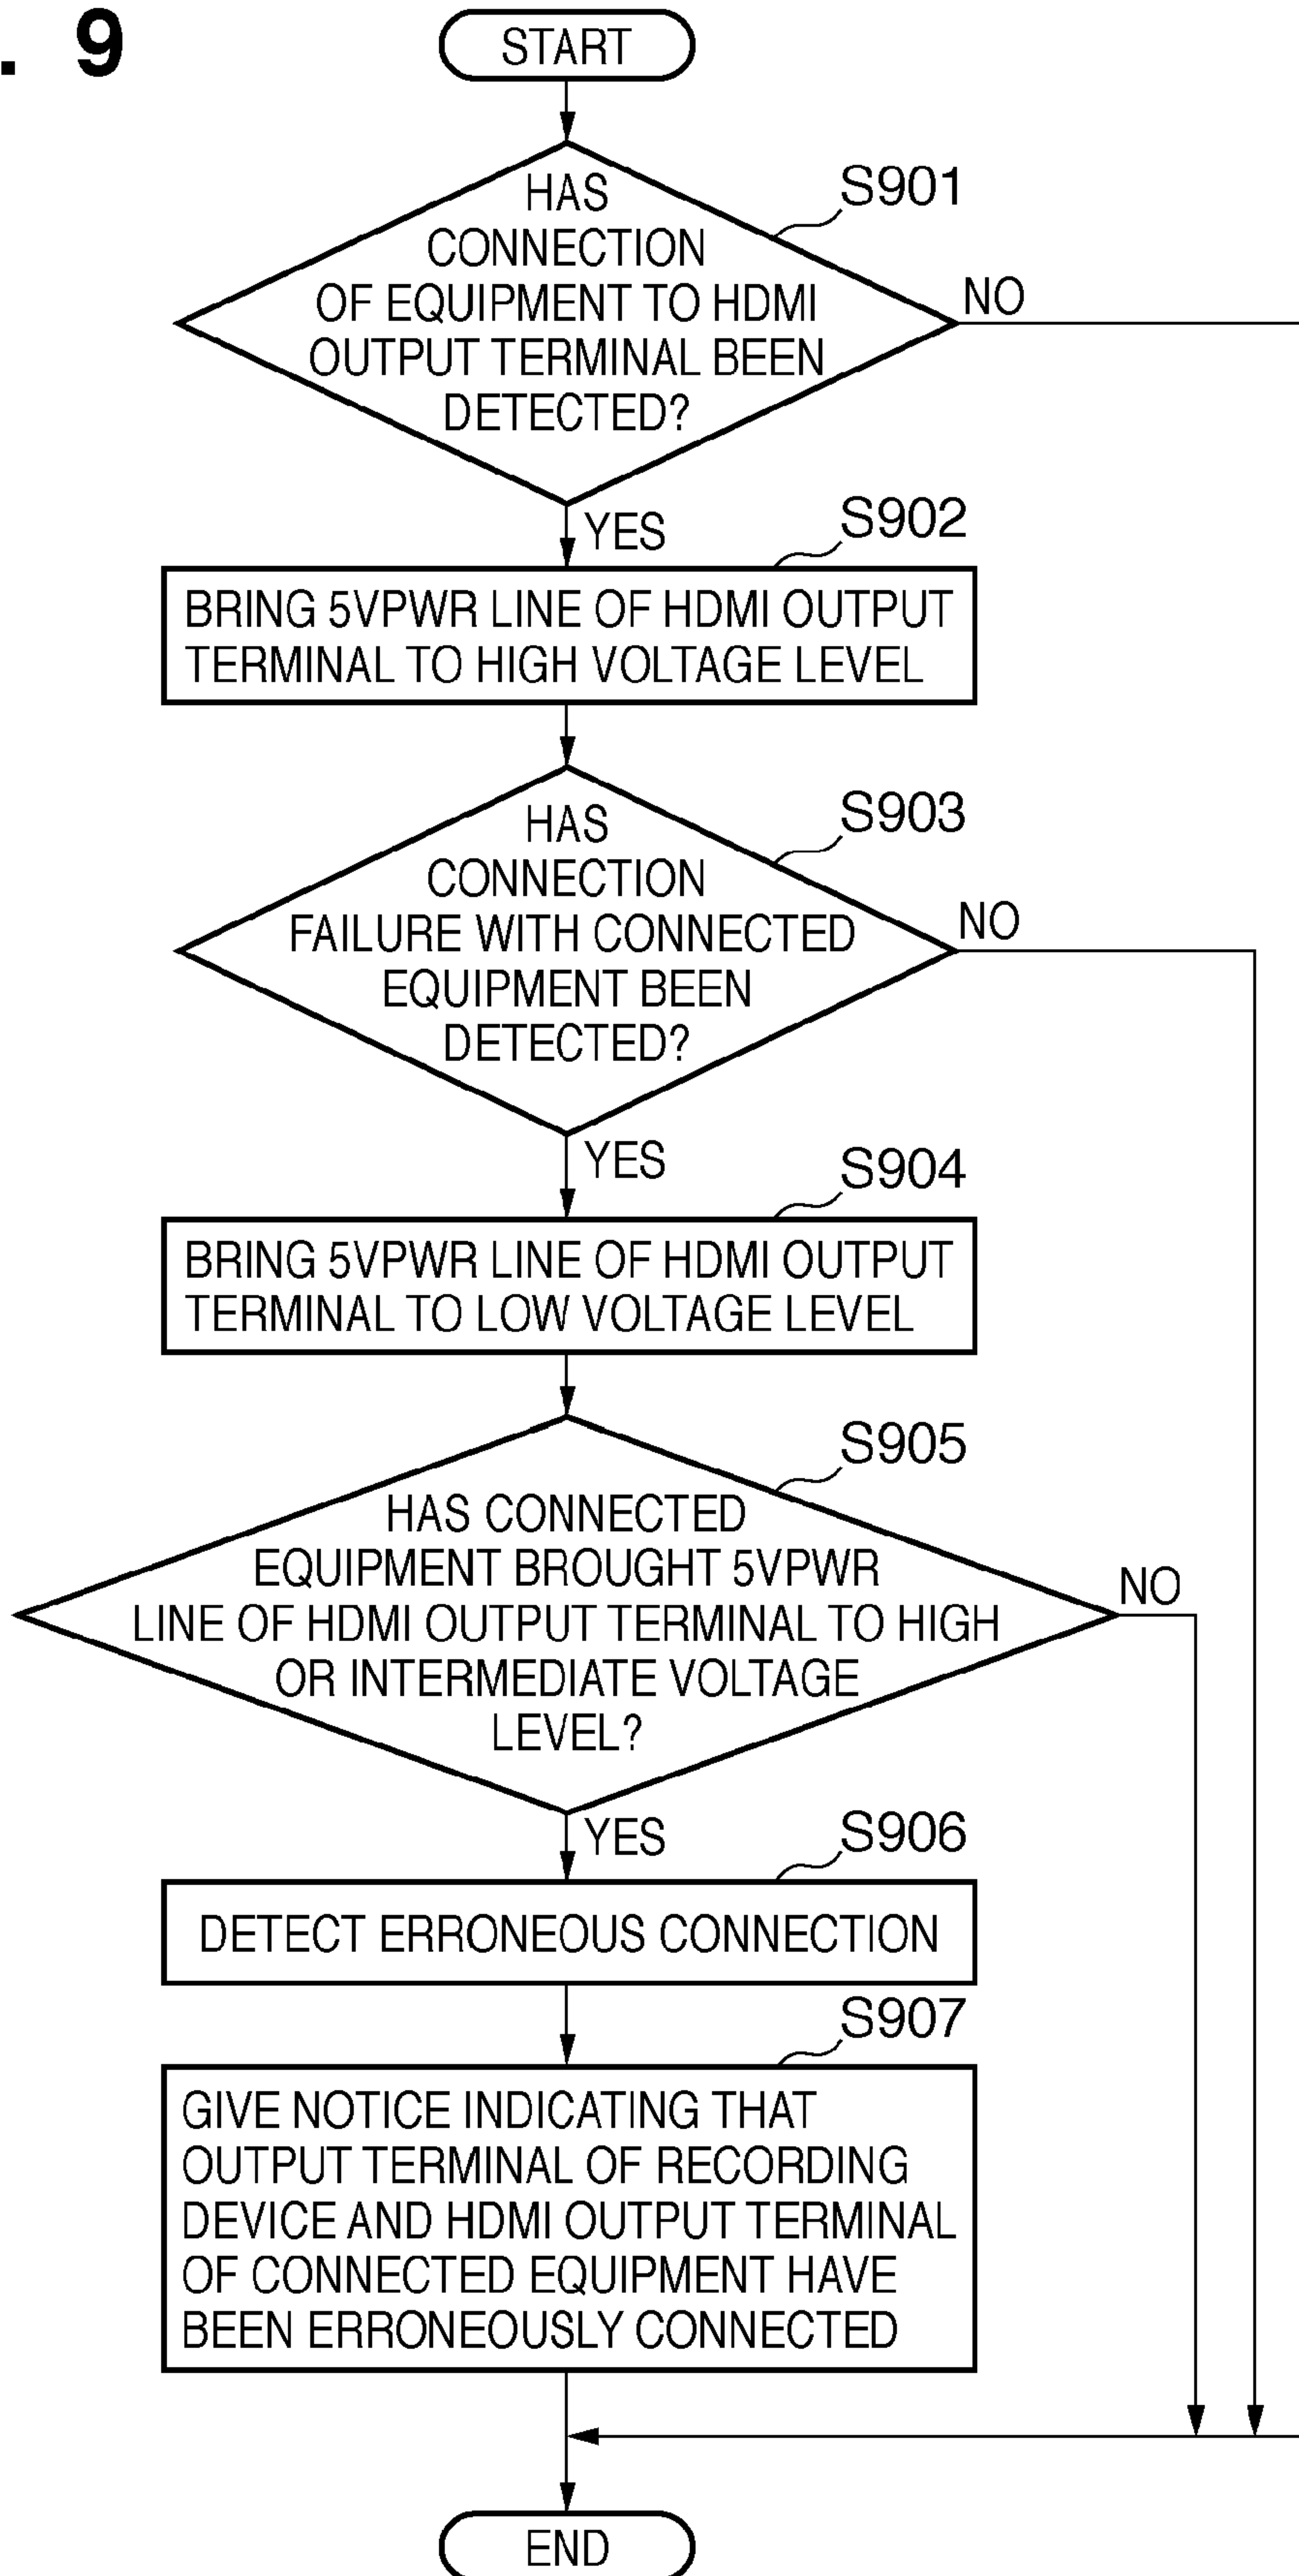 . 9
START
HAS
CONNECTION
OF EQUIPMENT TO HDMI
OUTPUT TERMINAL BEEN
DETECTED?
S901
NO
YES
S902
BRING 5VPWR LINE OF HDMI OUTPUT
TERMINAL TO HIGH VOLTAGE LEVEL
HAS
CONNECTION
FAILURE WITH CONNECTED
EQUIPMENT BEEN
DETECTED?
S903
NO
YES
S904
BRING 5VPWR LINE OF HDMI OUTPUT
TERMINAL TO LOW VOLTAGE LEVEL
S905
HAS CONNECTED
EQUIPMENT BROUGHT 5VPWR
LINE OF HDMI OUTPUT TERMINAL TO HIGH
OR INTERMEDIATE VOLTAGE
LEVEL?
NO
YES
S906
DETECT ERRONEOUS CONNECTION
S907
GIVE NOTICE INDICATING THAT
OUTPUT TERMINAL OF RECORDING
DEVICE AND HDMI OUTPUT TERMINAL
OF CONNECTED EQUIPMENT HAVE
BEEN ERRONEOUSLY CONNECTED
END